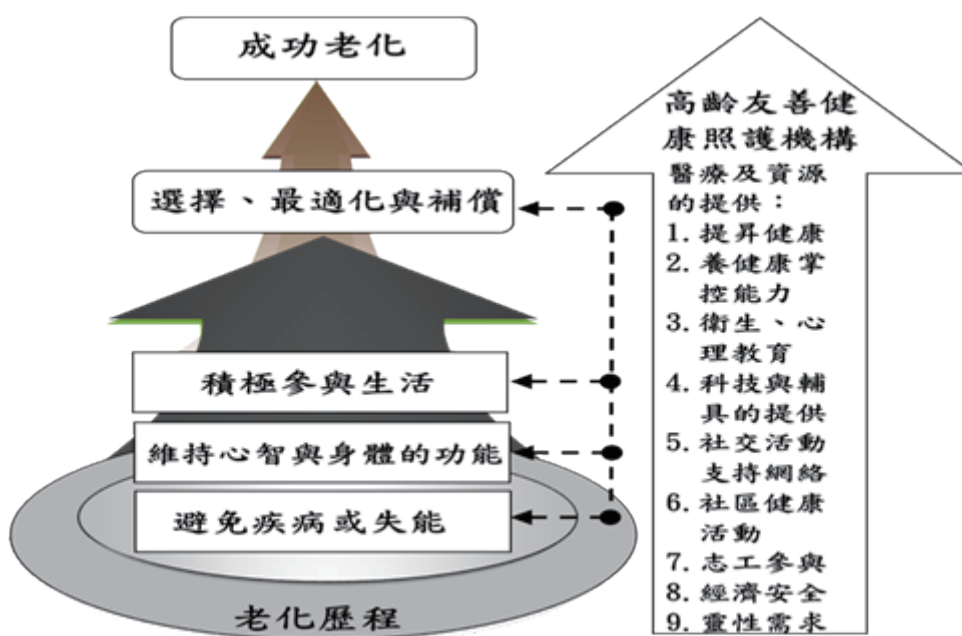 成功老化
選擇、最適化與補償
積極參與生活
維持心智與身體的功能
避免疾病或失能
老化歷程
高齡友善健
康照護機構
醫療及資源
的提供：
1. 提昇健康
2. 養健康掌
控能力
3. 衛生、心
理教育
4. 科技與輔
具的提供
5. 社交活動
支持網絡
6. 社區健康
活動
7. 志工參與
8. 經濟安全
9. 靈性需求